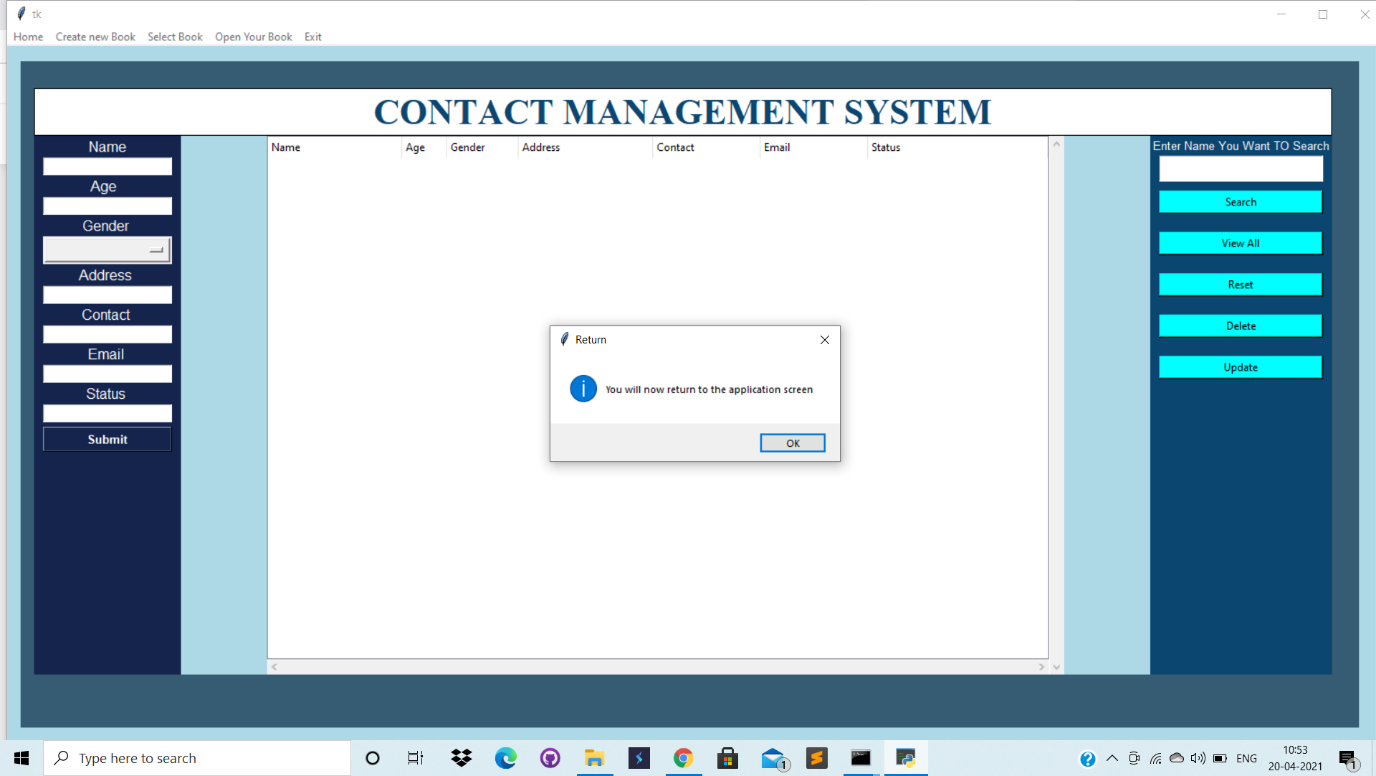 tk
Home Create new Book Select Book Open Your Book Exit
CONTACT MANAGEMENT SYSTEM
Name
Age
Gender
Address
Contact
Email
Status
Submit
Name Age Gender Address Contact Email Status
Return
You will now return to the application screen
OK
Enter Name You Want TO Search
Search
View All
Reset
Delete
Update
Type here to search
1
ENG
10:53
20-04-2021
1